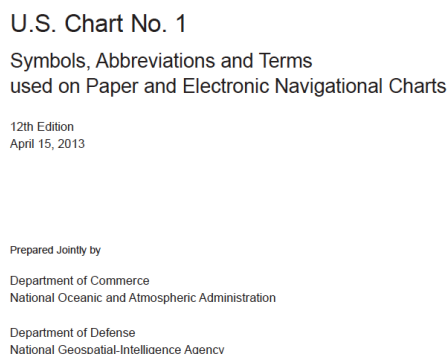 U.S. Chart No. 1
Symbols, Abbreviations and Terms
used on Paper and Electronic Navigational Charts
12th Edition
April 15, 2013
Prepared Jointly by
Department of Commerce
National Oceanic and Atmospheric Administration
Department of Defense
National Geospatial-Intelligence Agency